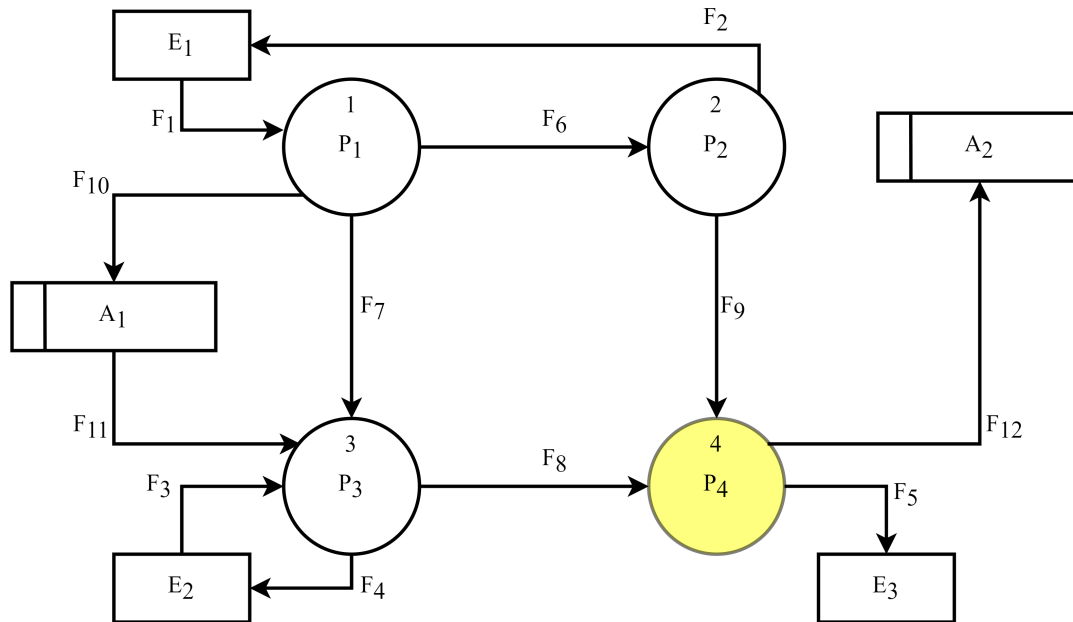 F₂
E₁
F₁
1
P₁
F₆
2
P₂
A₂
F₁₀
A₁
F₇
F₉
F₁₁
F₁₂
3
P₃
F₃
F₈
4
P₄
F₅
E₂
F₄
E₃